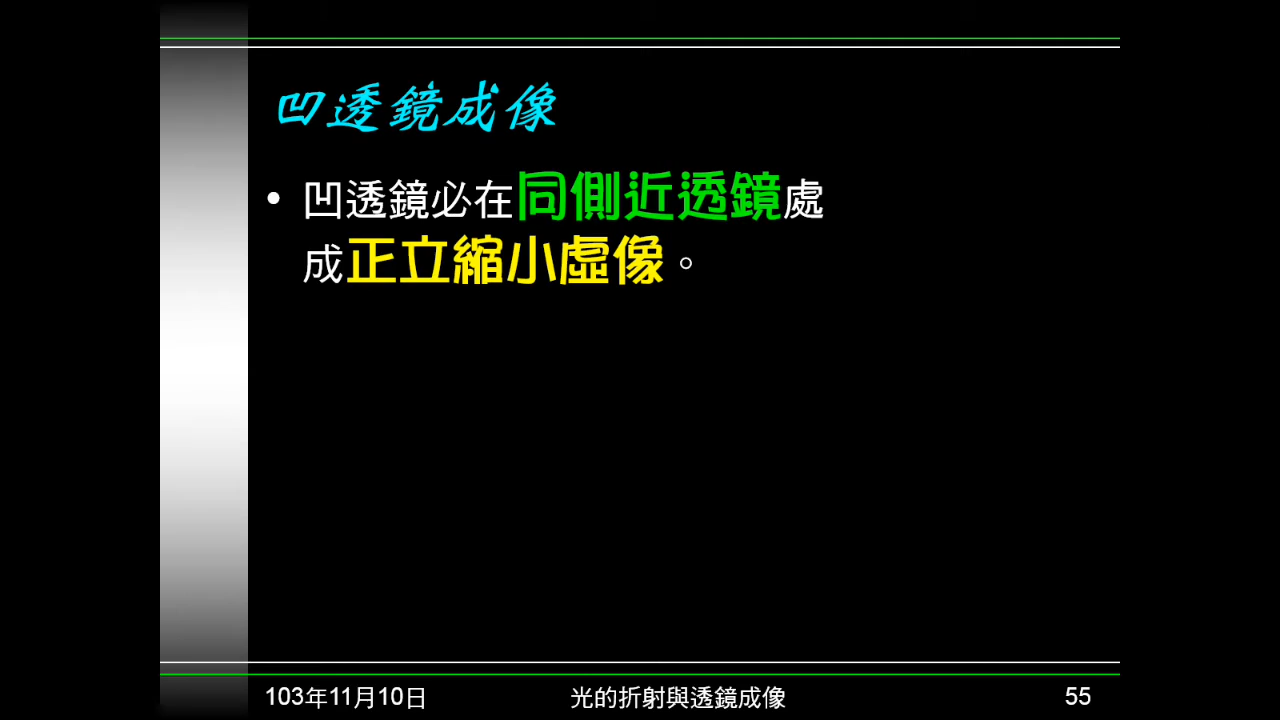 凹透鏡成像
• 凹透鏡必在同側近透鏡處
成正立縮小虛像。
103年11月10日
光的折射與透鏡成像
55